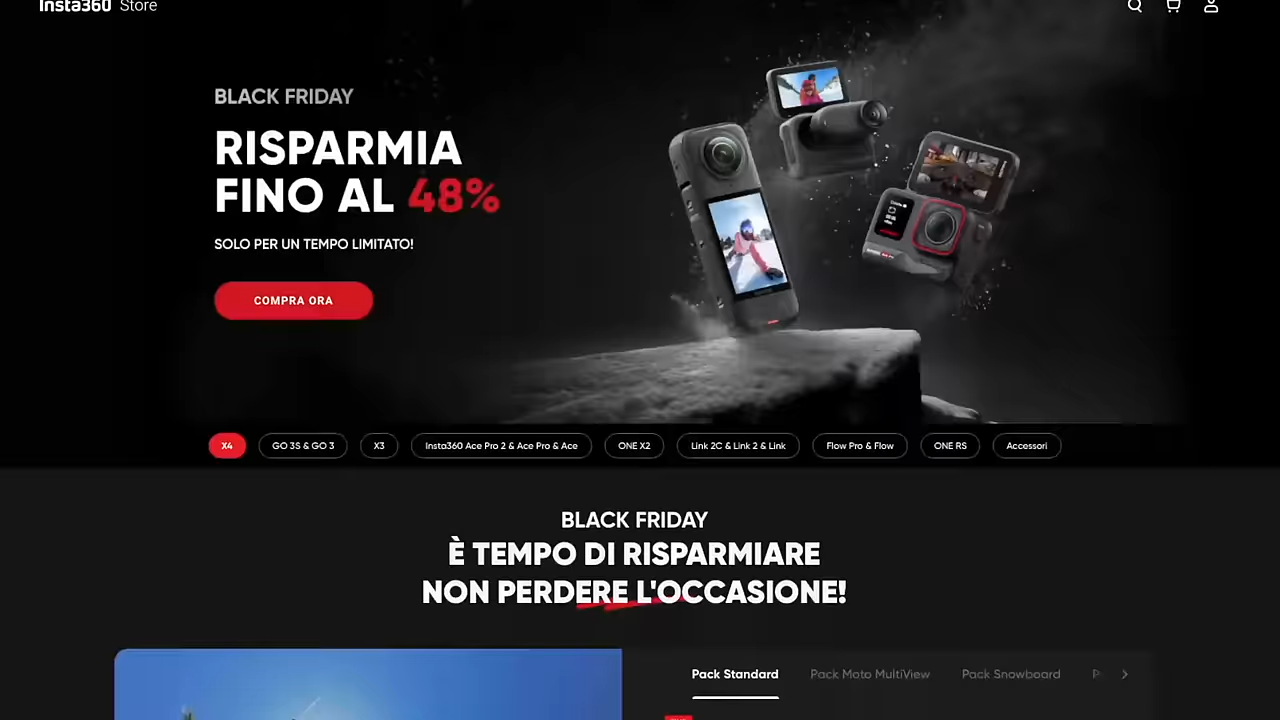 Insta360 Store
BLACK FRIDAY
RISPARMIA
FINO AL 48%
SOLO PER UN TEMPO LIMITATO!
COMPRA ORA
X4
GO 3S & GO 3
X3
Insta360 Ace Pro 2 & Ace Pro & Ace
ONE X2
Link 2C & Link 2 & Link
Flow Pro & Flow
ONE RS
Accessori
BLACK FRIDAY
È TEMPO DI RISPARMIARE
NON PERDERE L'OCCASIONE!
Pack Standard
Pack Moto MultiView
Pack Snowboard